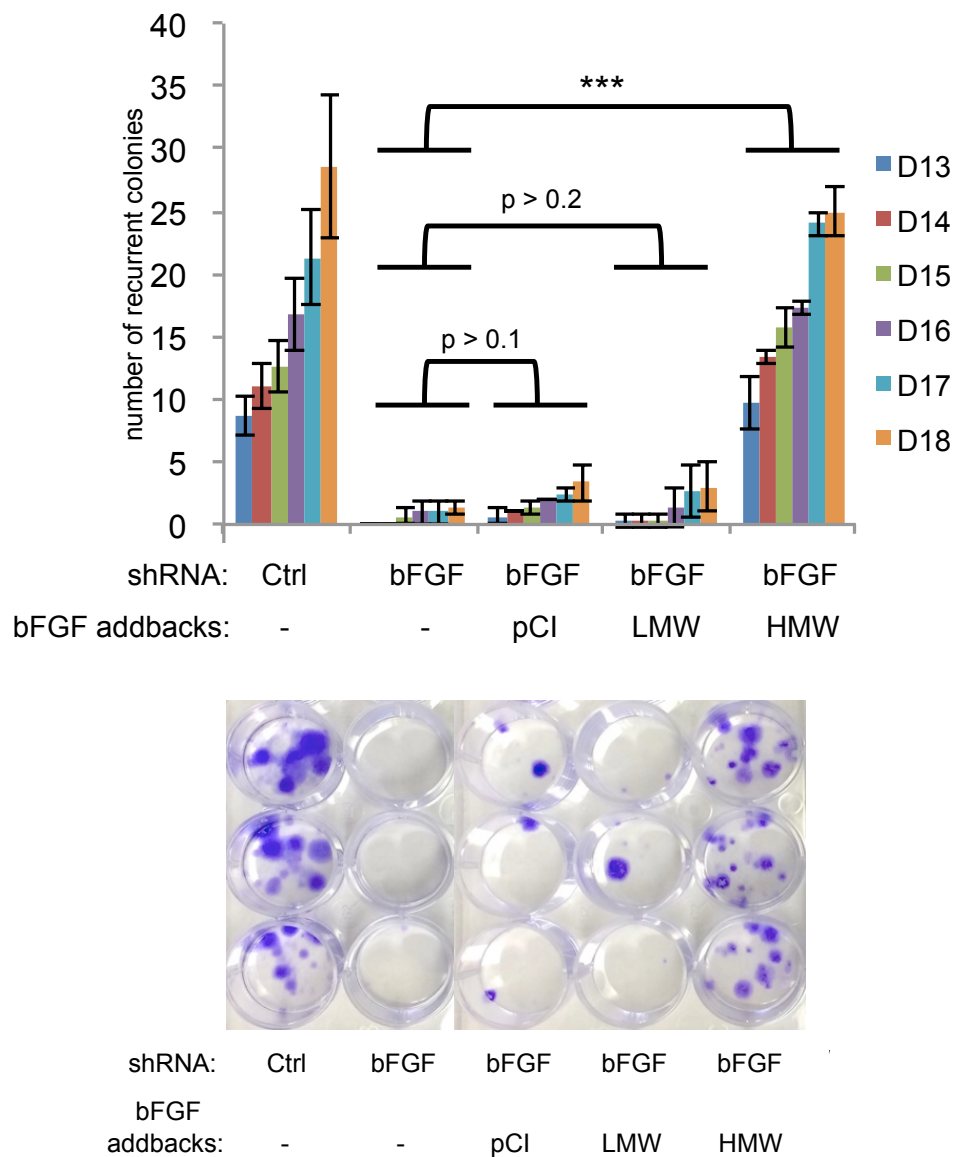 40
35
30
25
20
15
10
5
0
number of recurrent colonies
***
p > 0.2
p > 0.1
D13
D14
D15
D16
D17
D18
shRNA: Ctrl bFGF bFGF bFGF bFGF
bFGF addbacks: - - pCI LMW HMW
shRNA: Ctrl bFGF bFGF bFGF bFGF
bFGF
addbacks: - - pCI LMW HMW